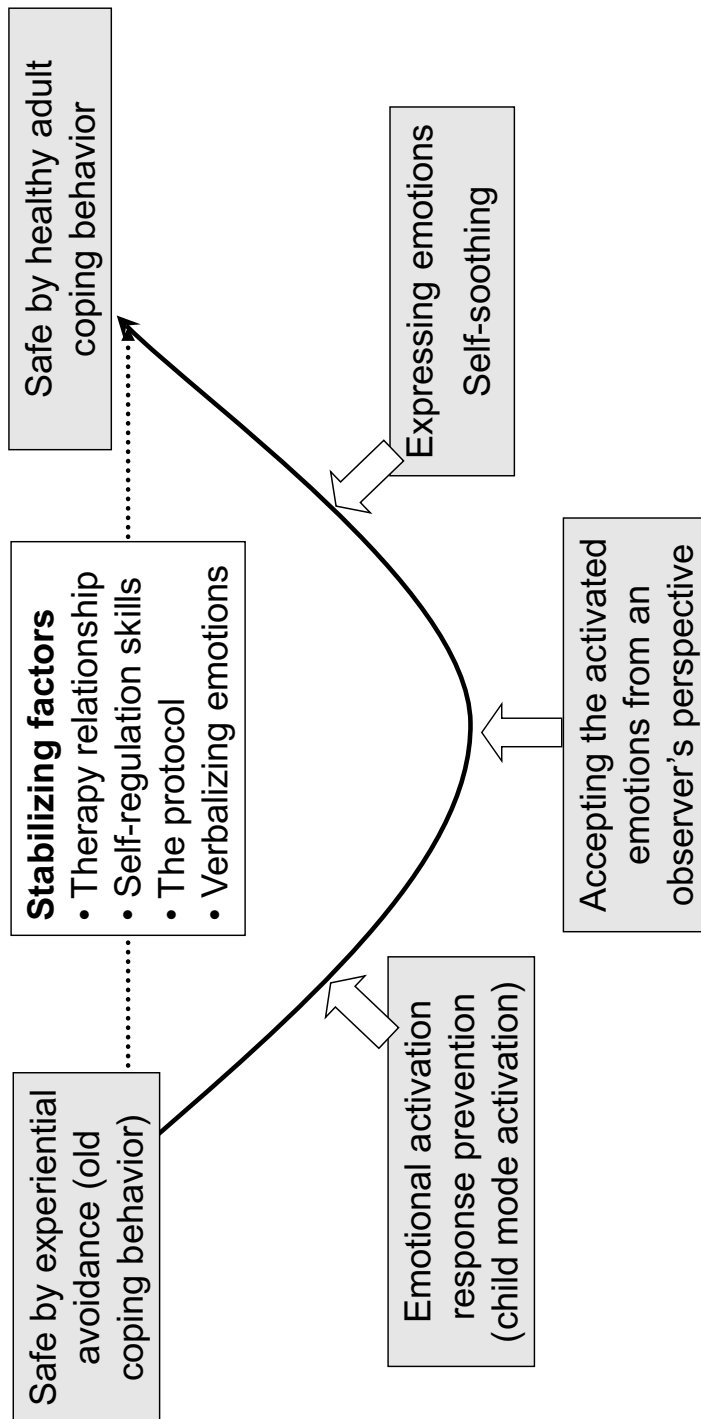 Safe by experiential
avoidance (old
coping behavior)
Stabilizing factors
• Therapy relationship
• Self-regulation skills
• The protocol
• Verbalizing emotions
Safe by healthy adult
coping behavior
Emotional activation
response prevention
(child mode activation)
Accepting the activated
emotions from an
observer’s perspective
Expressing emotions
Self-soothing